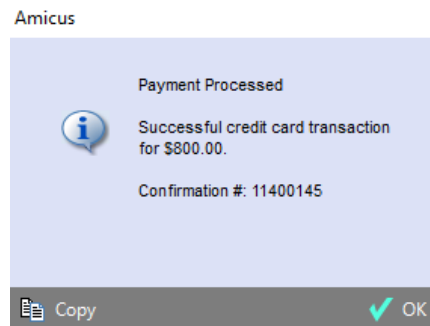 Amicus
Payment Processed
Successful credit card transaction
for $800.00.
Confirmation #: 11400145
Copy
OK